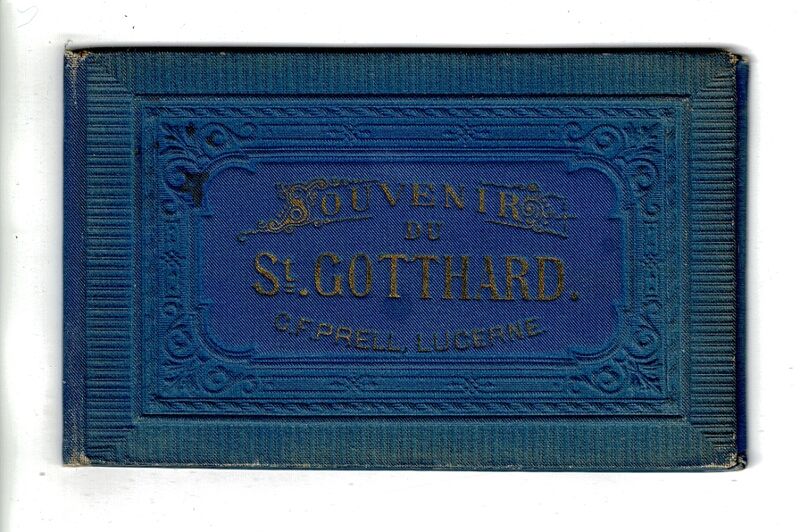 SOUVENIR
DU
St. GOTTHARD.
C.F. PRELL, LUCERNE.